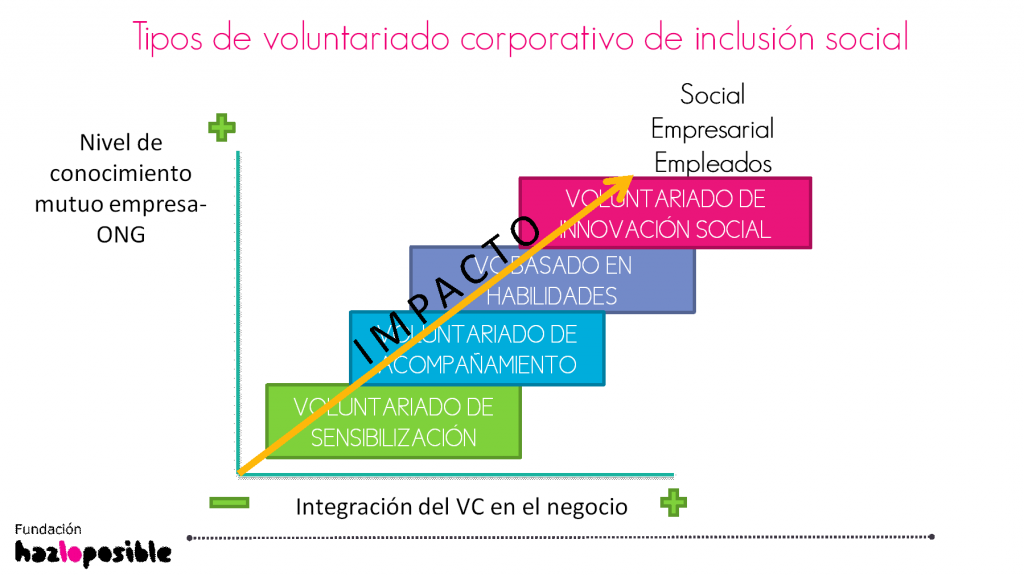 Tipos de voluntariado corporativo de inclusión social
Social
Empresarial
Empleados
Nivel de
conocimiento
mutuo empresa-
ONG
VOLUNTARIADO DE
INNOVACIÓN SOCIAL
VC BASADO EN
HABILIDADES
VOLUNTARIADO DE
ACOMPAÑAMIENTO
VOLUNTARIADO DE
SENSIBILIZACIÓN
IMPACTO
Integración del VC en el negocio
Fundación
hazloposible